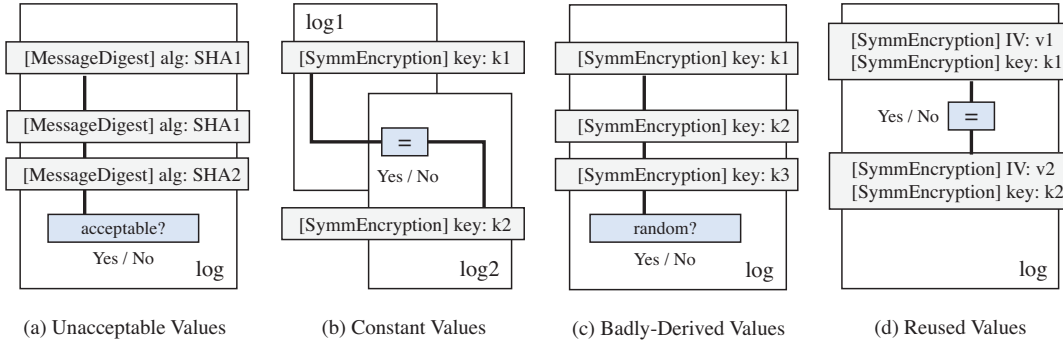 [MessageDigest] alg: SHA1
[MessageDigest] alg: SHA1
[MessageDigest] alg: SHA2
acceptable?
Yes / No
log
(a) Unacceptable Values
log1
[SymmEncryption] key: k1
=
Yes / No
[SymmEncryption] key: k2
log2
(b) Constant Values
[SymmEncryption] key: k1
[SymmEncryption] key: k2
[SymmEncryption] key: k3
random?
Yes / No
log
(c) Badly-Derived Values
[SymmEncryption] IV: v1
[SymmEncryption] key: k1
Yes / No
=
[SymmEncryption] IV: v2
[SymmEncryption] key: k2
log
(d) Reused Values